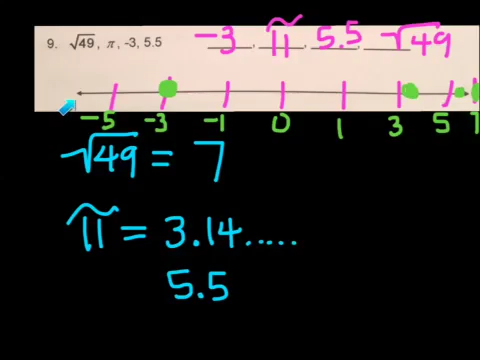 9. √49, π, -3, 5.5 -3, π, 5.5, √49
-5 -3 -1 0 1 3 5 7
√49 = 7
π = 3.14.....
5.5